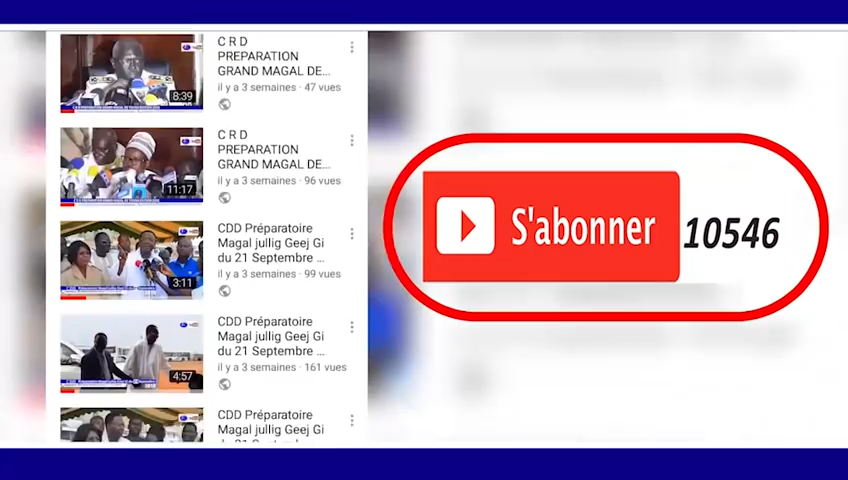 C R D
PREPARATION
GRAND MAGAL DE...
il y a 3 semaines · 47 vues
8:39
C R D
PREPARATION
GRAND MAGAL DE...
il y a 3 semaines · 96 vues
11:17
CDD Préparatoire
Magal jullig Geej Gi
du 21 Septembre ...
il y a 3 semaines · 99 vues
3:11
CDD Préparatoire
Magal jullig Geej Gi
du 21 Septembre ...
il y a 3 semaines · 161 vues
4:57
CDD Préparatoire
Magal jullig Geej Gi
S'abonner 10546